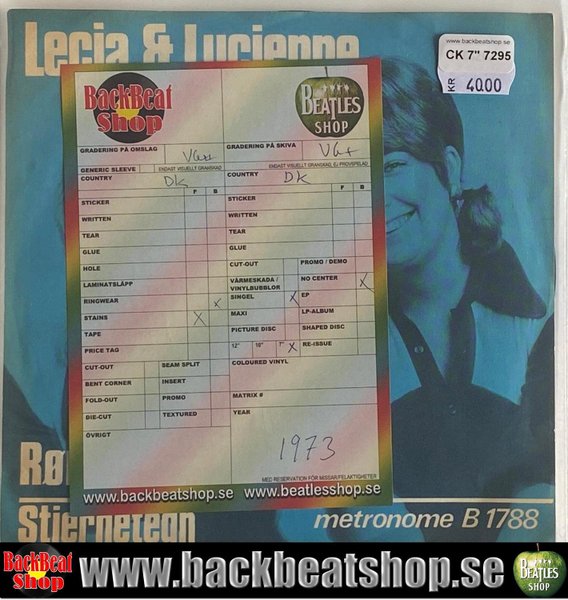 Lecia & Lucienne
www.backbeatshop.se
CK 7" 7295
KR 40.00
BackBeat
Shop
BEATLES
SHOP
GRADERING PÅ OMSLAG VG++
GRADERING PÅ SKIVA VG+
GENERIC SLEEVE
ENDAST VISUELLT GRANSKAD
ENDAST VISUELLT GRANSKAD, EJ PROVSPELAD
COUNTRY DK F B
COUNTRY DK F B
STICKER
STICKER
WRITTEN
WRITTEN
TEAR
TEAR
GLUE
GLUE
HOLE
CUT-OUT
PROMO / DEMO
LAMINATSLÄPP
VÄRMESKADA /
VINYLBUBBLOR
NO CENTER X
RINGWEAR X
SINGEL X
EP
STAINS X
MAXI
LP-ALBUM
TAPE
PICTURE DISC
SHAPED DISC
PRICE TAG
12" 10" 7" X
RE-ISSUE
CUT-OUT
SEAM SPLIT
COLOURED VINYL
BENT CORNER
INSERT
FOLD-OUT
PROMO
MATRIX #
DIE-CUT
TEXTURED
YEAR
ÖVRIGT
1973
MED RESERVATION FÖR MISSAR/FELAKTIGHETER
www.backbeatshop.se www.beatlesshop.se
Stjernetegn
metronome B 1788
BackBeat
Shop
www.backbeatshop.se
BEATLES
SHOP